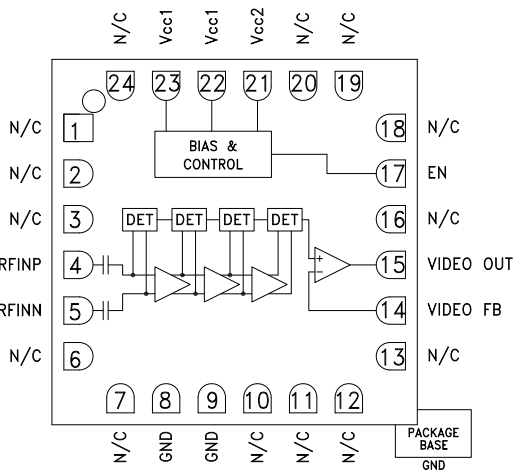 N/C Vcc1 Vcc1 Vcc2 N/C N/C
24 23 22 21 20 19
N/C 1 18 N/C
BIAS &
CONTROL
N/C 2 17 EN
N/C 3 DET DET DET DET 16 N/C
RFINP 4 + 15 VIDEO OUT
−
RFINN 5 14 VIDEO FB
N/C 6 13 N/C
7 8 9 10 11 12
N/C GND GND N/C N/C N/C
PACKAGE
BASE
GND